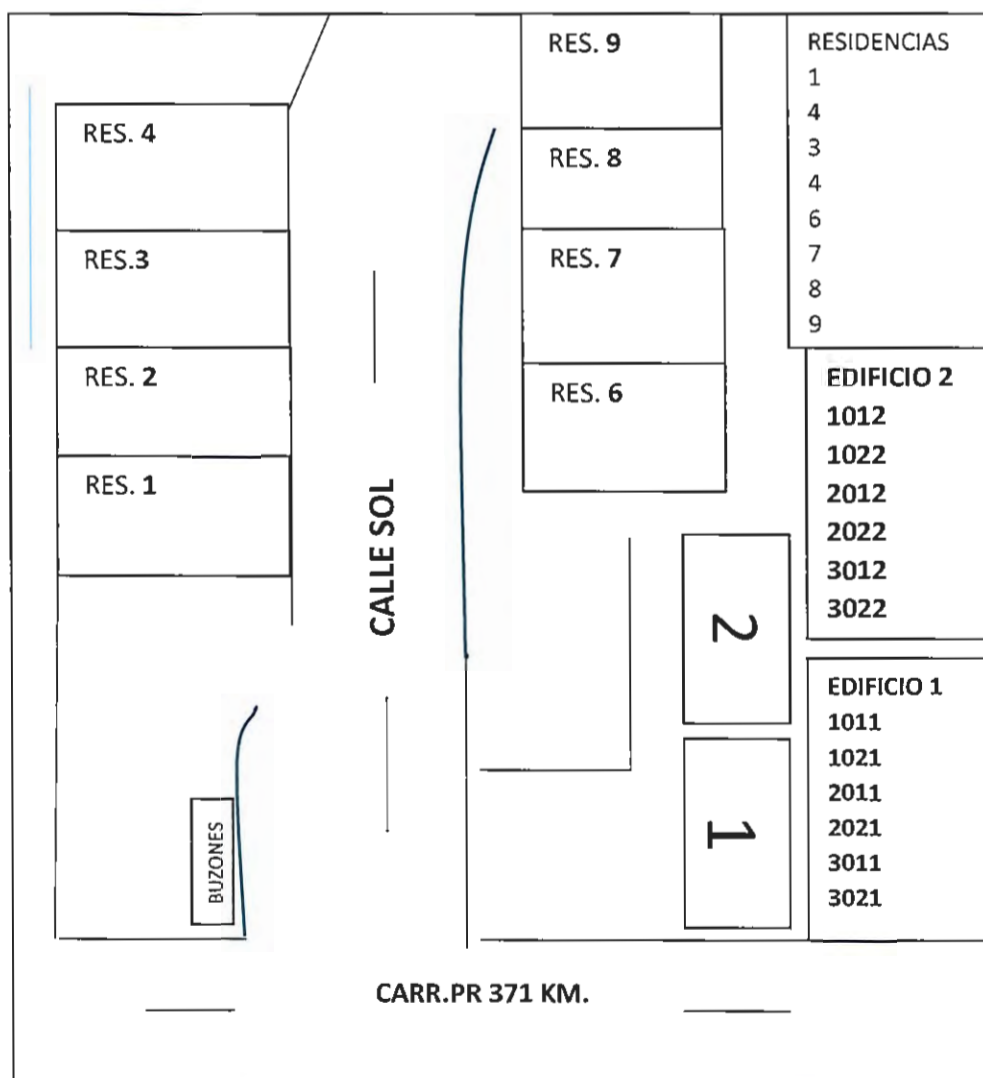 RES. 4
RES.3
RES. 2
RES. 1
BUZONES
CALLE SOL
RES. 9
RES. 8
RES. 7
RES. 6
2
1
RESIDENCIAS
1
4
3
4
6
7
8
9
EDIFICIO 2
1012
1022
2012
2022
3012
3022
EDIFICIO 1
1011
1021
2011
2021
3011
3021
CARR.PR 371 KM.